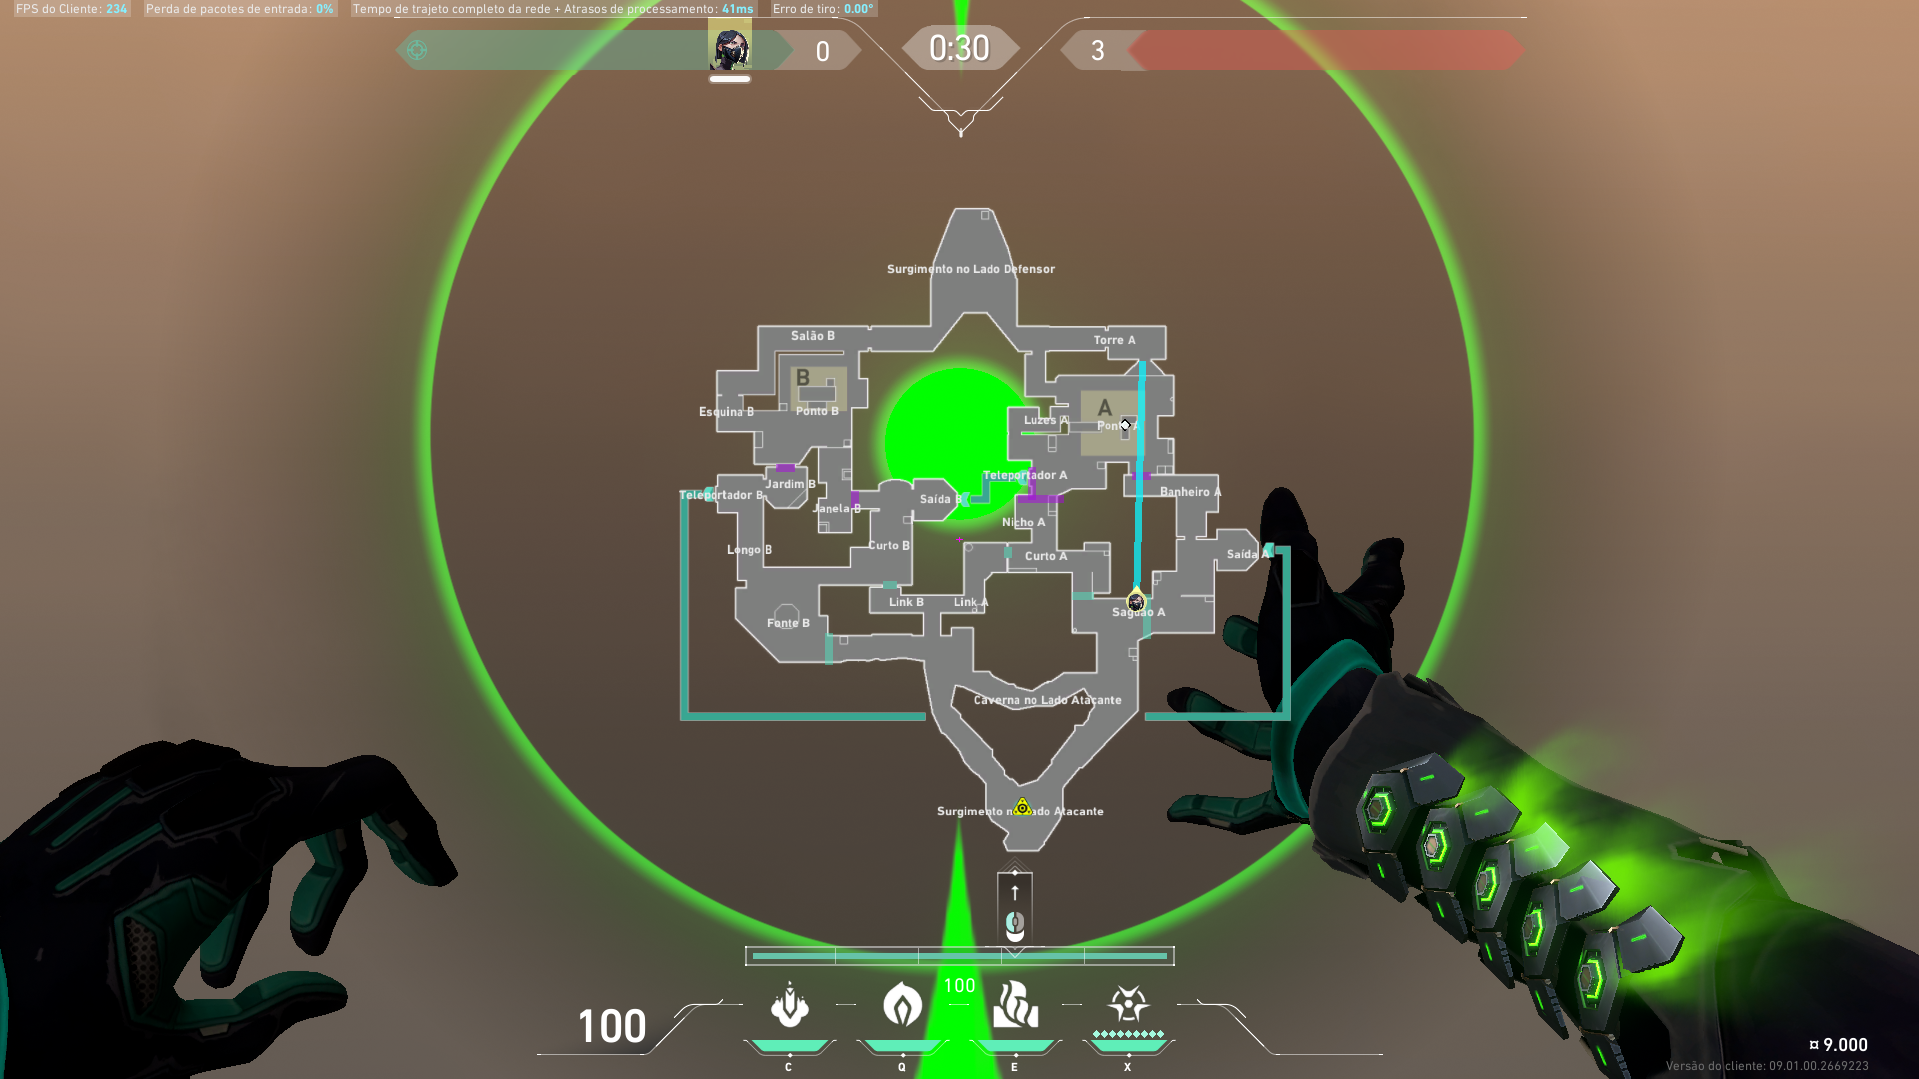 FPS do Cliente: 234 Perda de pacotes de entrada: 0% Tempo de trajeto completo da rede + Atrasos de processamento: 41ms Erro de tiro: 0.00°
0 0:30 3
Surgimento no Lado Defensor
Salão B
Torre A
B
A
Esquina B
Ponto B
Luzes A
Teleportador A
Jardim B
Teleportador B
Saída B
Banheiro A
Janela B
Nicho A
Curto B
Longo B
Curto A
Saída A
Link B
Link A
Saguão A
Fonte B
Caverna no Lado Atacante
100
100
C
Q
E
X
¤ 9.000
Versão do cliente: 09.01.00.2669223